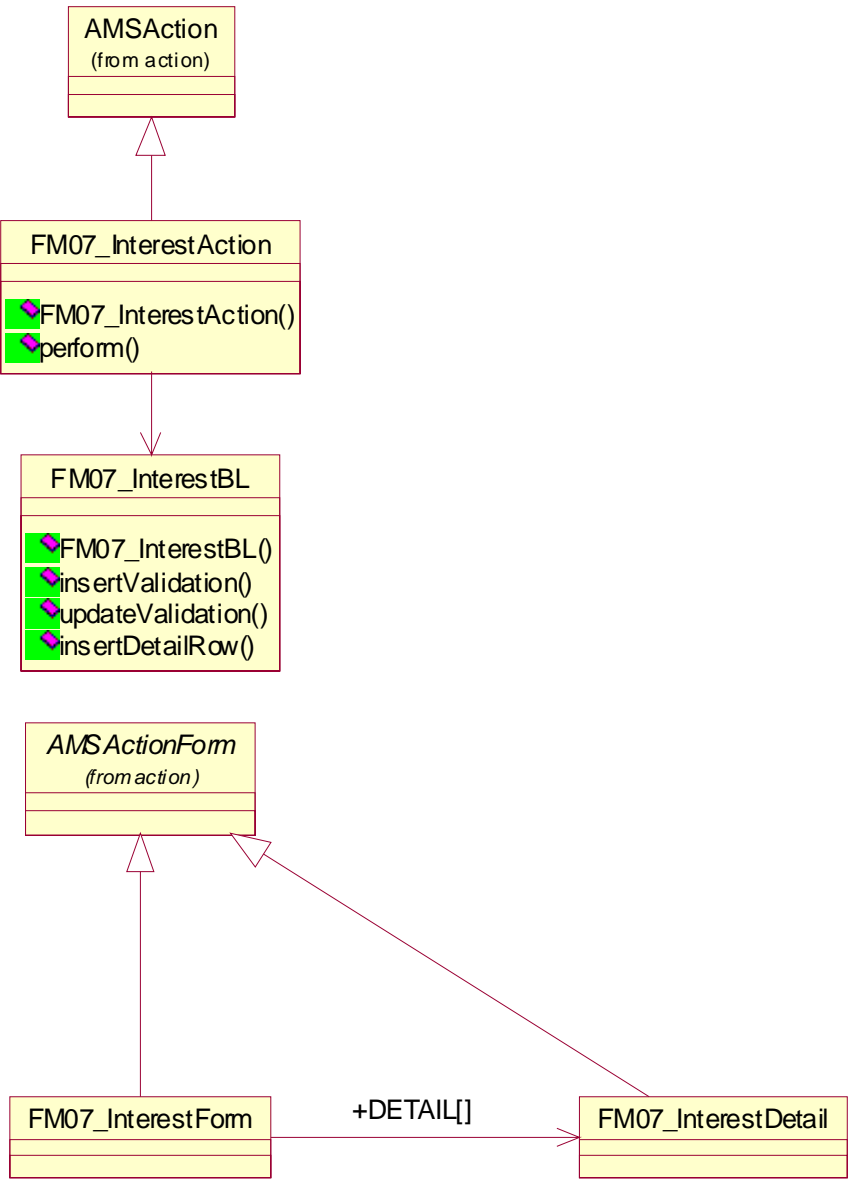 AMSAction
(from action)
FM07_InterestAction
FM07_InterestAction()
perform()
FM07_InterestBL
FM07_InterestBL()
insertValidation()
updateValidation()
insertDetailRow()
AMSActionForm
(from action)
+DETAIL[]
FM07_InterestForm
FM07_InterestDetail